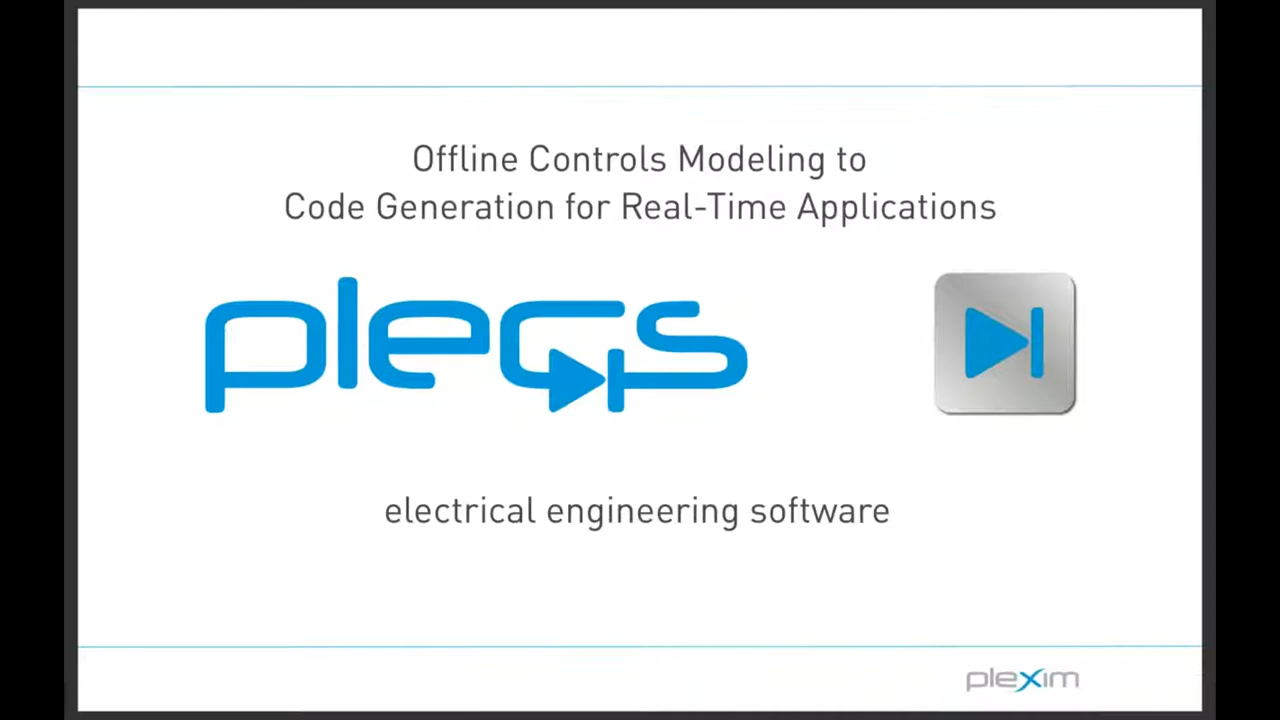 Offline Controls Modeling to
Code Generation for Real-Time Applications
plecs
electrical engineering software
plexim